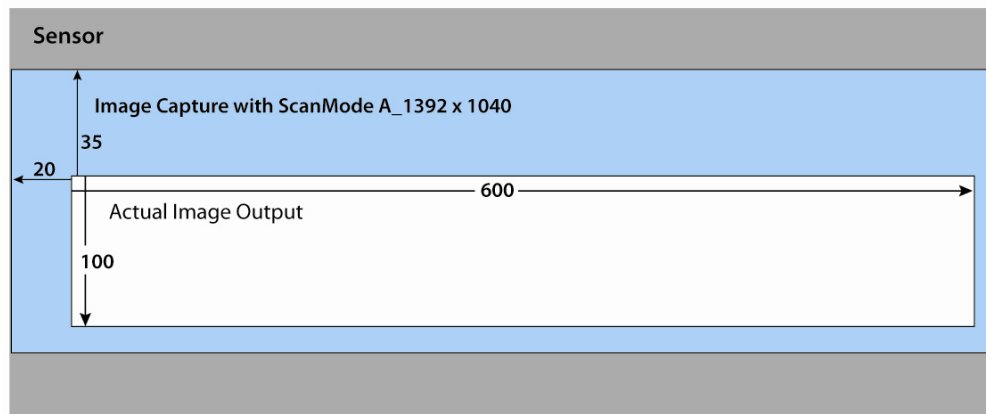 Sensor
Image Capture with ScanMode A_1392 x 1040
35
20
600
Actual Image Output
100